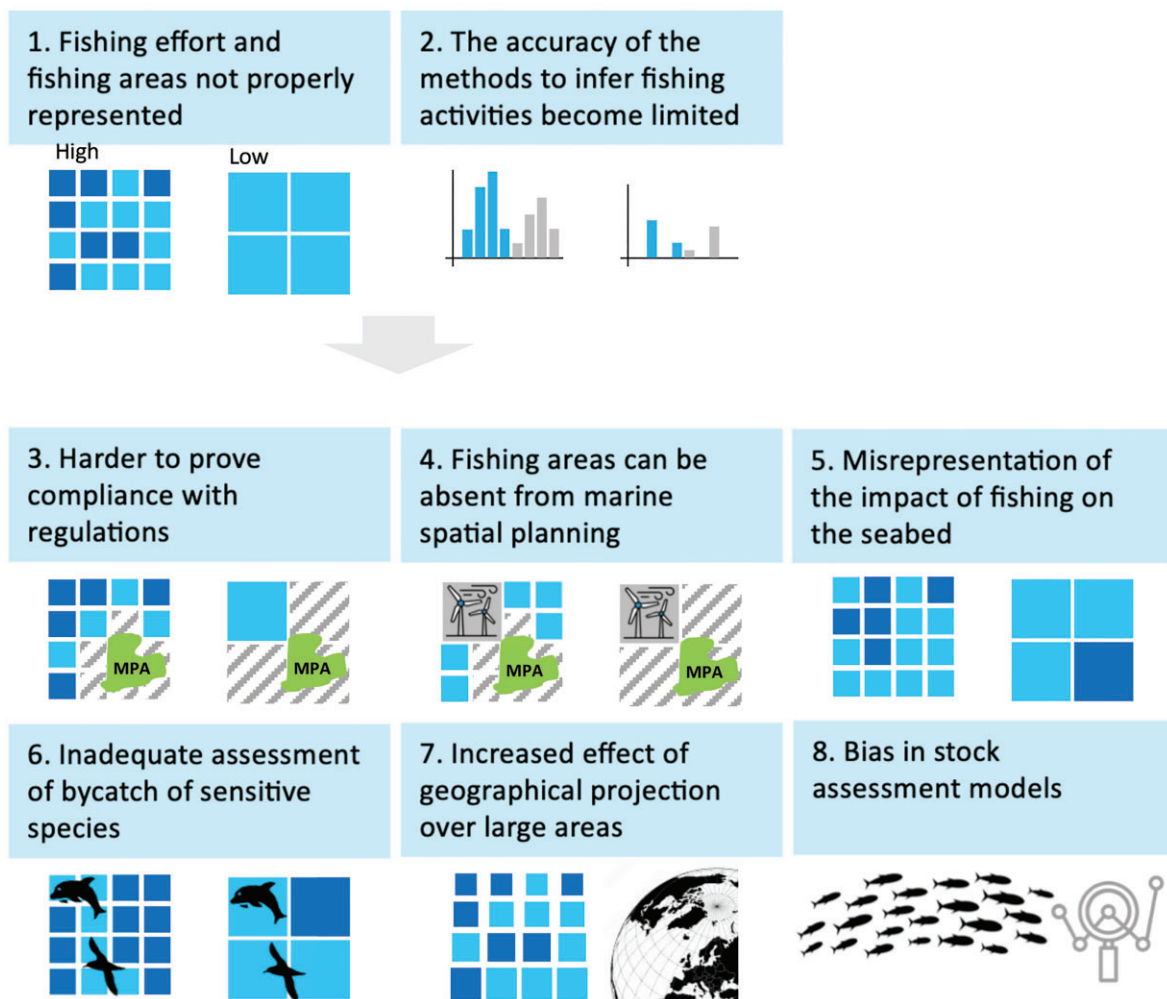 1. Fishing effort and
fishing areas not properly
represented
2. The accuracy of the
methods to infer fishing
activities become limited
High
Low
3. Harder to prove
compliance with
regulations
4. Fishing areas can be
absent from marine
spatial planning
5. Misrepresentation of
the impact of fishing on
the seabed
MPA
MPA
MPA
MPA
6. Inadequate assessment
of bycatch of sensitive
species
7. Increased effect of
geographical projection
over large areas
8. Bias in stock
assessment models